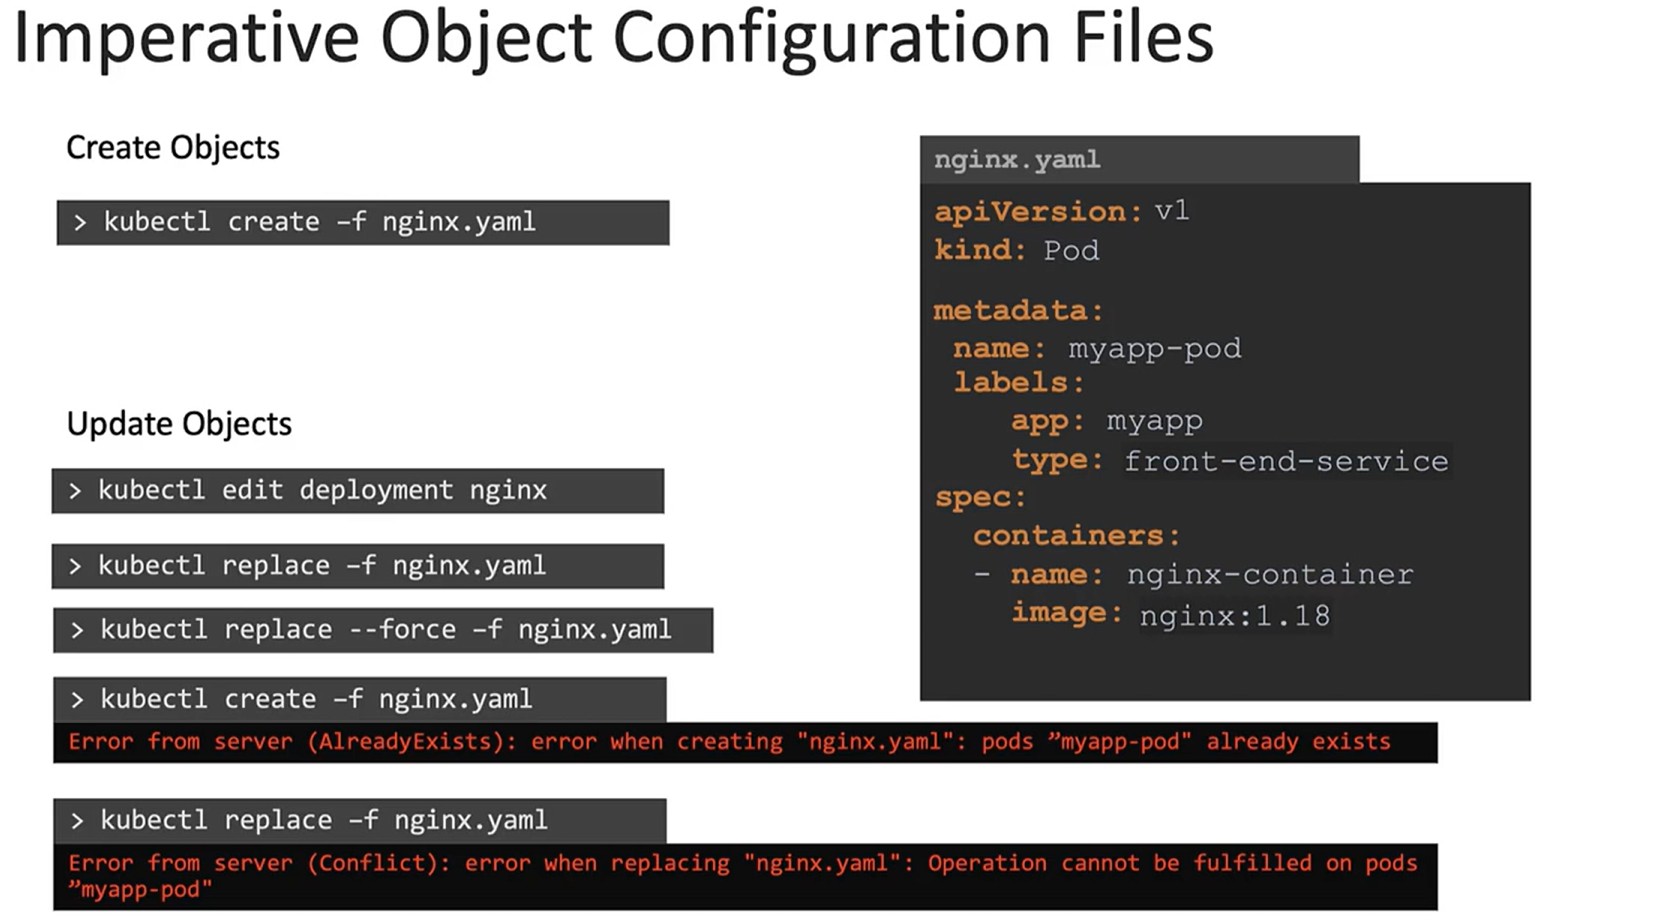 Imperative Object Configuration Files
Create Objects
> kubectl create –f nginx.yaml
Update Objects
> kubectl edit deployment nginx
> kubectl replace –f nginx.yaml
> kubectl replace --force –f nginx.yaml
> kubectl create –f nginx.yaml
Error from server (AlreadyExists): error when creating "nginx.yaml": pods ”myapp-pod" already exists
> kubectl replace –f nginx.yaml
Error from server (Conflict): error when replacing "nginx.yaml": Operation cannot be fulfilled on pods
”myapp-pod"
nginx.yaml
apiVersion: v1
kind: Pod
metadata:
name: myapp-pod
labels:
app: myapp
type: front-end-service
spec:
containers:
- name: nginx-container
image: nginx:1.18